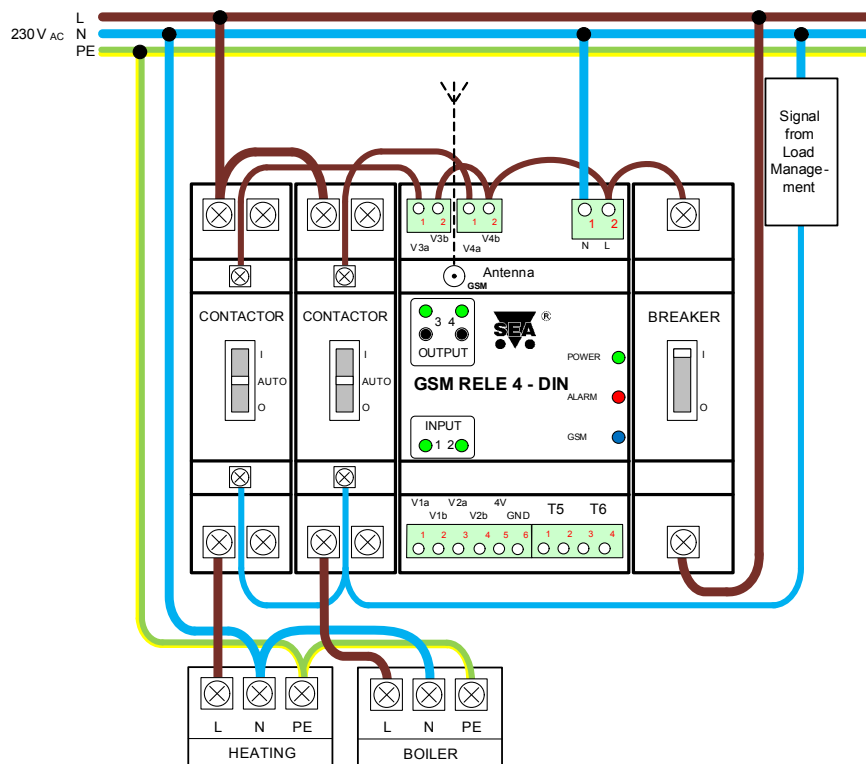 L
230 V AC N
PE
Signal
from
Load
Manage-
ment
1 2 1 2 1 2
V3a V3b V4a V4b N L
Antenna
GSM
CONTACTOR
I
AUTO
O
CONTACTOR
I
AUTO
O
3 4
OUTPUT
SEA ®
GSM RELE 4 - DIN
POWER
ALARM
GSM
INPUT
1 2
BREAKER
I
O
V1a V2a 4V T5 T6
V1b V2b GND
1 2 3 4 5 6 1 2 3 4
L N PE
HEATING
L N PE
BOILER